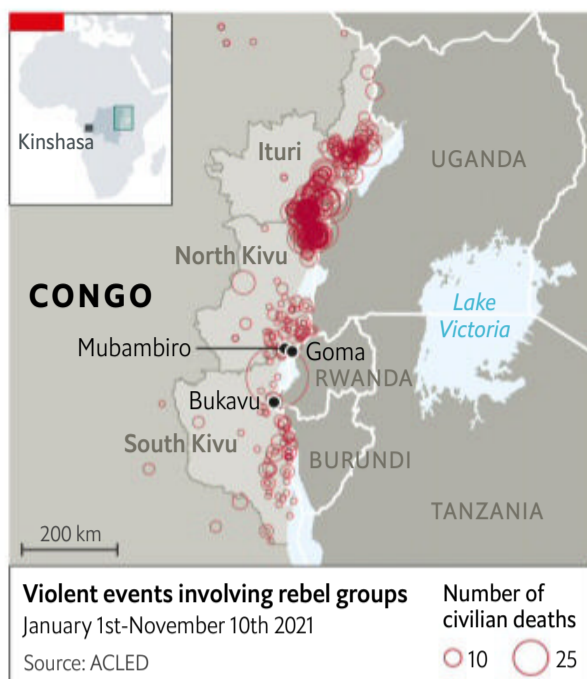 Kinshasa
Ituri
UGANDA
North Kivu
CONGO
Lake
Victoria
Mubambiro
Goma
RWANDA
Bukavu
South Kivu
BURUNDI
TANZANIA
200 km
Violent events involving rebel groups
January 1st-November 10th 2021
Source: ACLED
Number of
civilian deaths
10
25